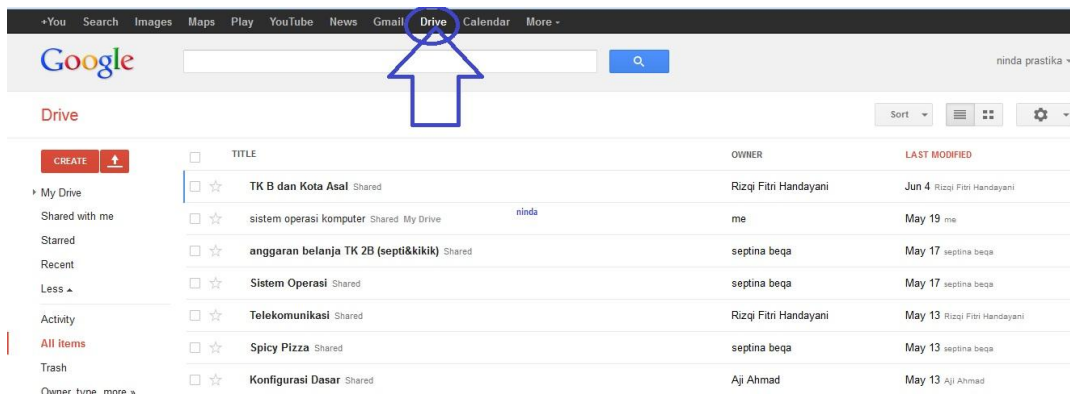 +You Search Images Maps Play YouTube News Gmail Drive Calendar More
Google
ninda prastika
Drive Sort
CREATE TITLE OWNER LAST MODIFIED
My Drive TK B dan Kota Asal Shared Rizqi Fitri Handayani Jun 4 Rizqi Fitri Handayani
Shared with me sistem operasi komputer Shared My Drive ninda me May 19 me
Starred
anggaran belanja TK 2B (septi&kikik) Shared septina beqa May 17 septina beqa
Recent
Less Sistem Operasi Shared septina beqa May 17 septina beqa
Activity Telekomunikasi Shared Rizqi Fitri Handayani May 13 Rizqi Fitri Handayani
All items Spicy Pizza Shared septina beqa May 13 septina beqa
Trash
Konfigurasi Dasar Shared Aji Ahmad May 13 Aji Ahmad
Owner, type, more »